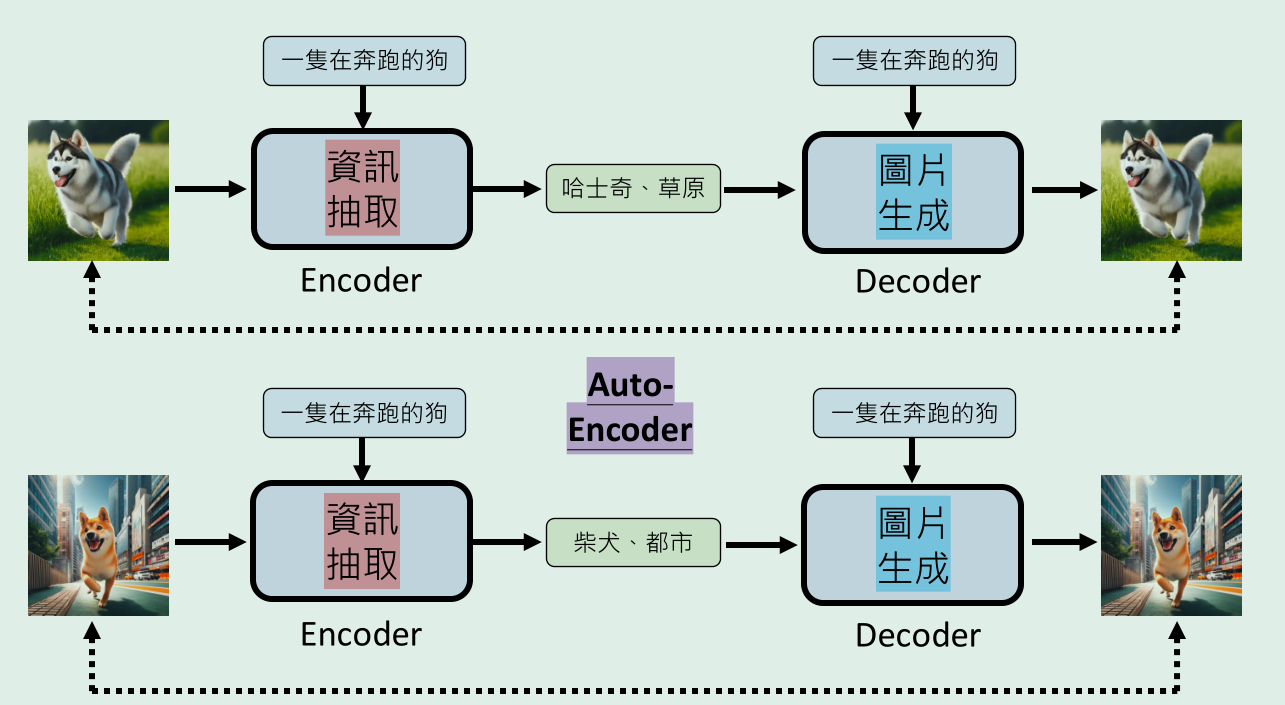 一隻在奔跑的狗
一隻在奔跑的狗
資訊
抽取
哈士奇、草原
圖片
生成
Encoder
Decoder
Auto-
Encoder
一隻在奔跑的狗
一隻在奔跑的狗
資訊
抽取
柴犬、都市
圖片
生成
Encoder
Decoder